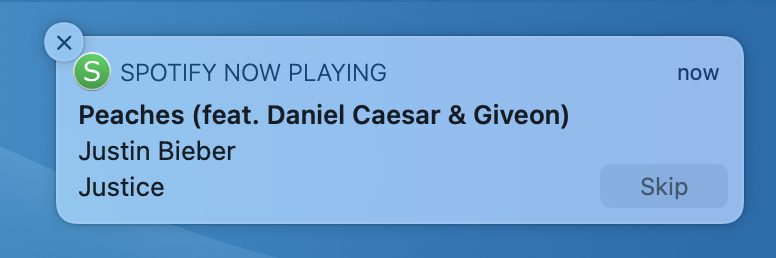 S SPOTIFY NOW PLAYING now
Peaches (feat. Daniel Caesar & Giveon)
Justin Bieber
Justice
Skip